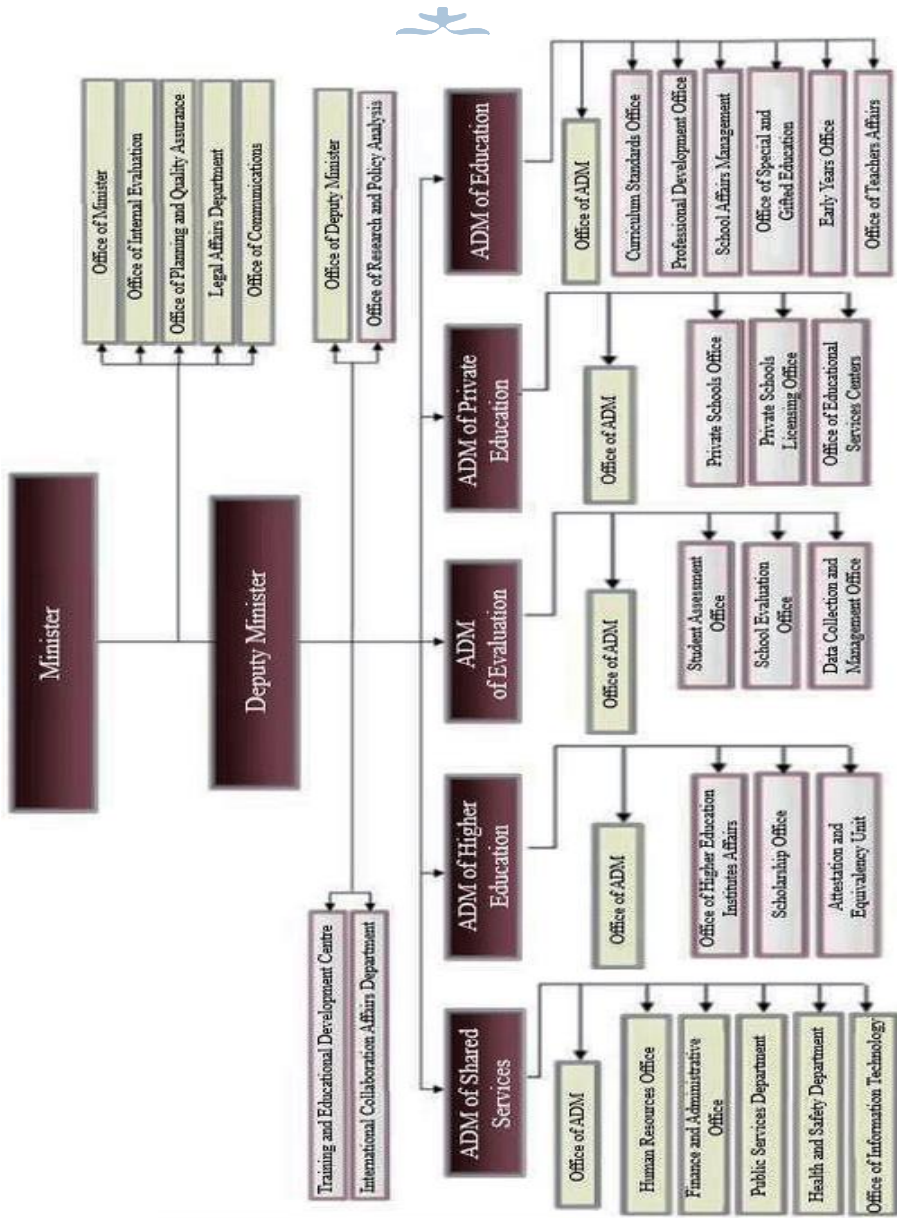 Minister
Office of Minister
Office of Internal Evaluation
Office of Planning and Quality Assurance
Legal Affairs Department
Office of Communications
Deputy Minister
Training and Educational Development Centre
International Collaboration Affairs Department
Office of Deputy Minister
Office of Research and Policy Analysis
ADM of Shared
Services
Office of ADM
Human Resources Office
Finance and Administrative
Office
Public Services Department
Health and Safety Department
Office of Information Technology
ADM of Higher
Education
Office of ADM
Office of Higher Education
Institutes Affairs
Scholarship Office
Attestation and
Equivalency Unit
ADM
of Evaluation
Office of ADM
Student Assessment
Office
School Evaluation
Office
Data Collection and
Management Office
ADM of Private
Education
Office of ADM
Private Schools Office
Private Schools
Licensing Office
Office of Educational
Services Centers
ADM of Education
Office of ADM
Curriculum Standards Office
Professional Development Office
School Affairs Management
Office of Special and
Gifted Education
Early Years Office
Office of Teachers Affairs